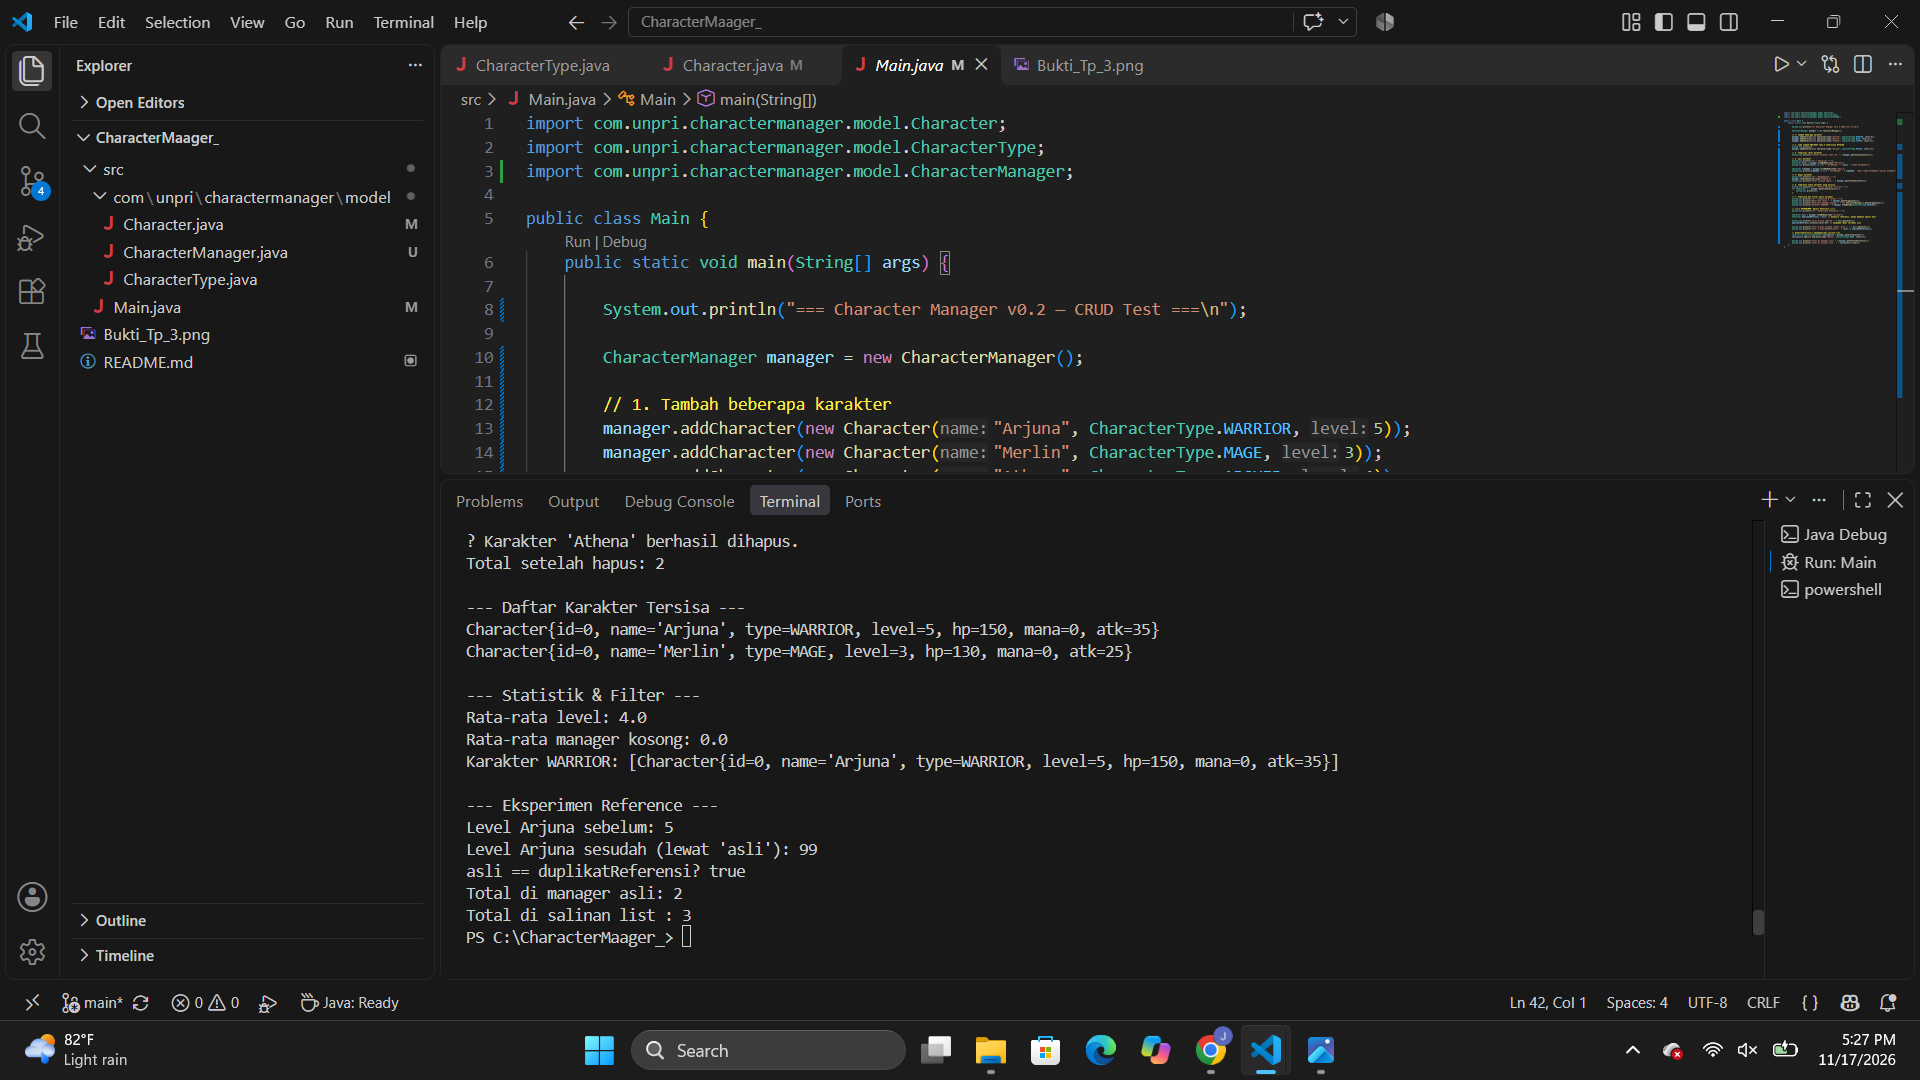 File Edit Selection View Go Run Terminal Help
CharacterMaager_
Explorer
Open Editors
CharacterMaager_
src
com\unpri\charactermanager\model
Character.java M
CharacterManager.java U
CharacterType.java
Main.java M
Bukti_Tp_3.png
README.md
4
Outline
Timeline
CharacterType.java Character.java M Main.java M Bukti_Tp_3.png
src > Main.java > Main > main(String[])
1 import com.unpri.charactermanager.model.Character;
2 import com.unpri.charactermanager.model.CharacterType;
3 import com.unpri.charactermanager.model.CharacterManager;
4
5 public class Main {
Run | Debug
6 public static void main(String[] args) {
7
8 System.out.println("=== Character Manager v0.2 — CRUD Test ===\n");
9
10 CharacterManager manager = new CharacterManager();
11
12 // 1. Tambah beberapa karakter
13 manager.addCharacter(new Character(name: "Arjuna", CharacterType.WARRIOR, level: 5));
14 manager.addCharacter(new Character(name: "Merlin", CharacterType.MAGE, level: 3));
Problems Output Debug Console Terminal Ports
? Karakter 'Athena' berhasil dihapus.
Total setelah hapus: 2
--- Daftar Karakter Tersisa ---
Character{id=0, name='Arjuna', type=WARRIOR, level=5, hp=150, mana=0, atk=35}
Character{id=0, name='Merlin', type=MAGE, level=3, hp=130, mana=0, atk=25}
--- Statistik & Filter ---
Rata-rata level: 4.0
Rata-rata manager kosong: 0.0
Karakter WARRIOR: [Character{id=0, name='Arjuna', type=WARRIOR, level=5, hp=150, mana=0, atk=35}]
--- Eksperimen Reference ---
Level Arjuna sebelum: 5
Level Arjuna sesudah (lewat 'asli'): 99
asli == duplikatReferensi? true
Total di manager asli: 2
Total di salinan list : 3
PS C:\CharacterMaager_>
Java Debug
Run: Main
powershell
main* 0 0 Java: Ready
Ln 42, Col 1 Spaces: 4 UTF-8 CRLF { }
82°F
Light rain
Search
J
5:27 PM
11/17/2026